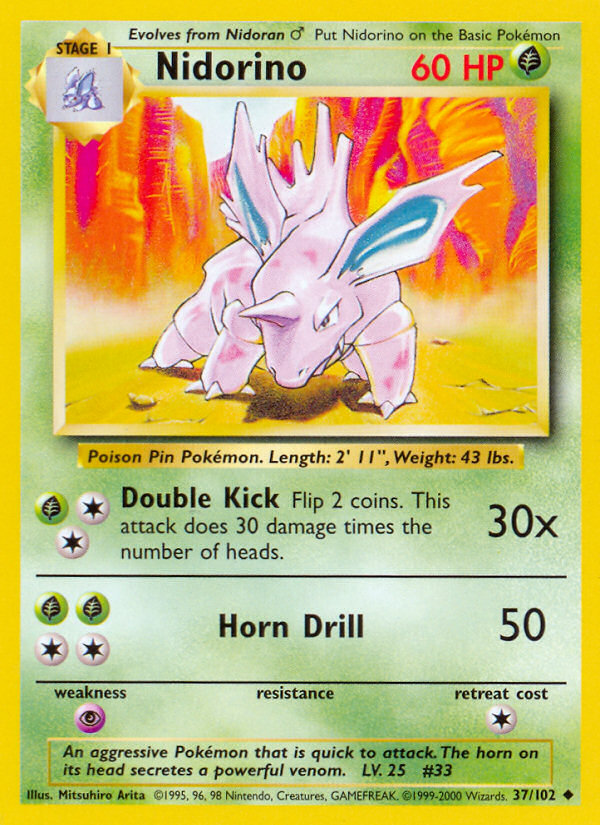 Evolves from Nidoran ♂ Put Nidorino on the Basic Pokémon
STAGE I
Nidorino 60 HP
Poison Pin Pokémon. Length: 2' 11", Weight: 43 lbs.
Double Kick Flip 2 coins. This
attack does 30 damage times the
number of heads.
30x
Horn Drill 50
weakness resistance retreat cost
An aggressive Pokémon that is quick to attack. The horn on
its head secretes a powerful venom. LV. 25 #33
Illus. Mitsuhiro Arita ©1995, 96, 98 Nintendo, Creatures, GAMEFREAK. ©1999-2000 Wizards. 37/102 ◆